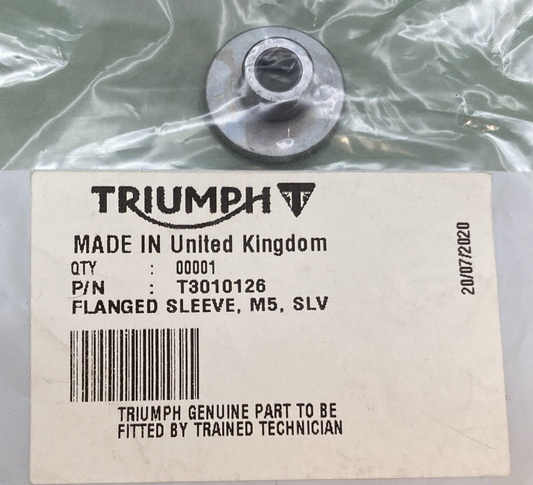 TRIUMPH
MADE IN United Kingdom
QTY : 00001
P/N : T3010126
FLANGED SLEEVE, M5, SLV
20/07/2020
TRIUMPH GENUINE PART TO BE
FITTED BY TRAINED TECHNICIAN